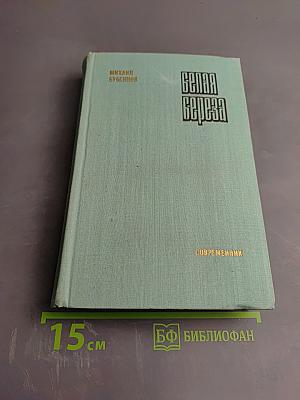 МИХАИЛ
БУБЕННОВ
БЕЛАЯ
БЕРЕЗА
СОВРЕМЕННИК
15 см
БФ БИБЛИОФАН